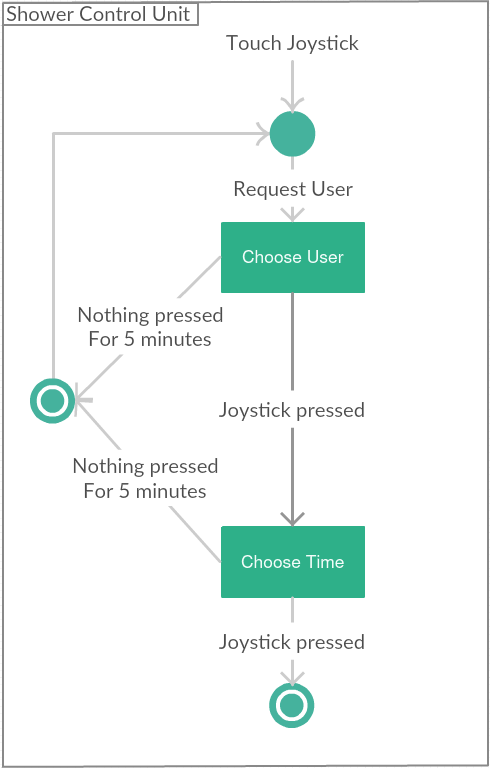 Shower Control Unit
Touch Joystick
Request User
Choose User
Nothing pressed
For 5 minutes
Joystick pressed
Nothing pressed
For 5 minutes
Choose Time
Joystick pressed